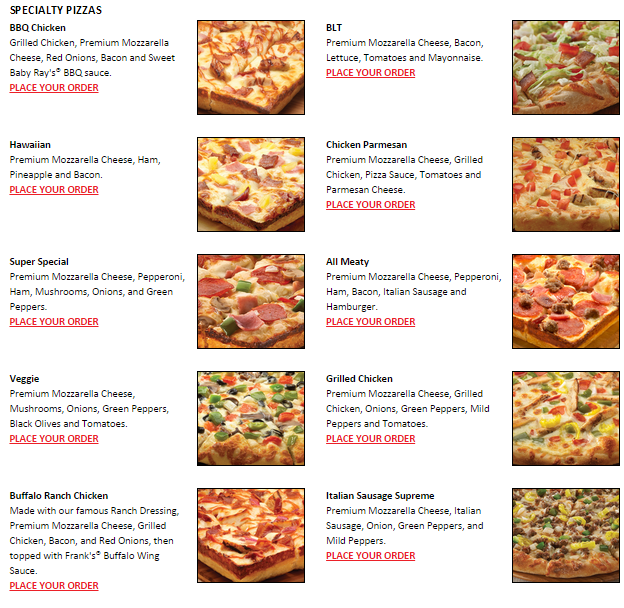 SPECIALTY PIZZAS
BBQ Chicken
Grilled Chicken, Premium Mozzarella
Cheese, Red Onions, Bacon and Sweet
Baby Ray's® BBQ sauce.
PLACE YOUR ORDER
BLT
Premium Mozzarella Cheese, Bacon,
Lettuce, Tomatoes and Mayonnaise.
PLACE YOUR ORDER
Hawaiian
Premium Mozzarella Cheese, Ham,
Pineapple and Bacon.
PLACE YOUR ORDER
Chicken Parmesan
Premium Mozzarella Cheese, Grilled
Chicken, Pizza Sauce, Tomatoes and
Parmesan Cheese.
PLACE YOUR ORDER
Super Special
Premium Mozzarella Cheese, Pepperoni,
Ham, Mushrooms, Onions, and Green
Peppers.
PLACE YOUR ORDER
All Meaty
Premium Mozzarella Cheese, Pepperoni,
Ham, Bacon, Italian Sausage and
Hamburger.
PLACE YOUR ORDER
Veggie
Premium Mozzarella Cheese,
Mushrooms, Onions, Green Peppers,
Black Olives and Tomatoes.
PLACE YOUR ORDER
Grilled Chicken
Premium Mozzarella Cheese, Grilled
Chicken, Onions, Green Peppers, Mild
Peppers and Tomatoes.
PLACE YOUR ORDER
Buffalo Ranch Chicken
Made with our famous Ranch Dressing,
Premium Mozzarella Cheese, Grilled
Chicken, Bacon, and Red Onions, then
topped with Frank's® Buffalo Wing
Sauce.
PLACE YOUR ORDER
Italian Sausage Supreme
Premium Mozzarella Cheese, Italian
Sausage, Onion, Green Peppers, and
Mild Peppers.
PLACE YOUR ORDER